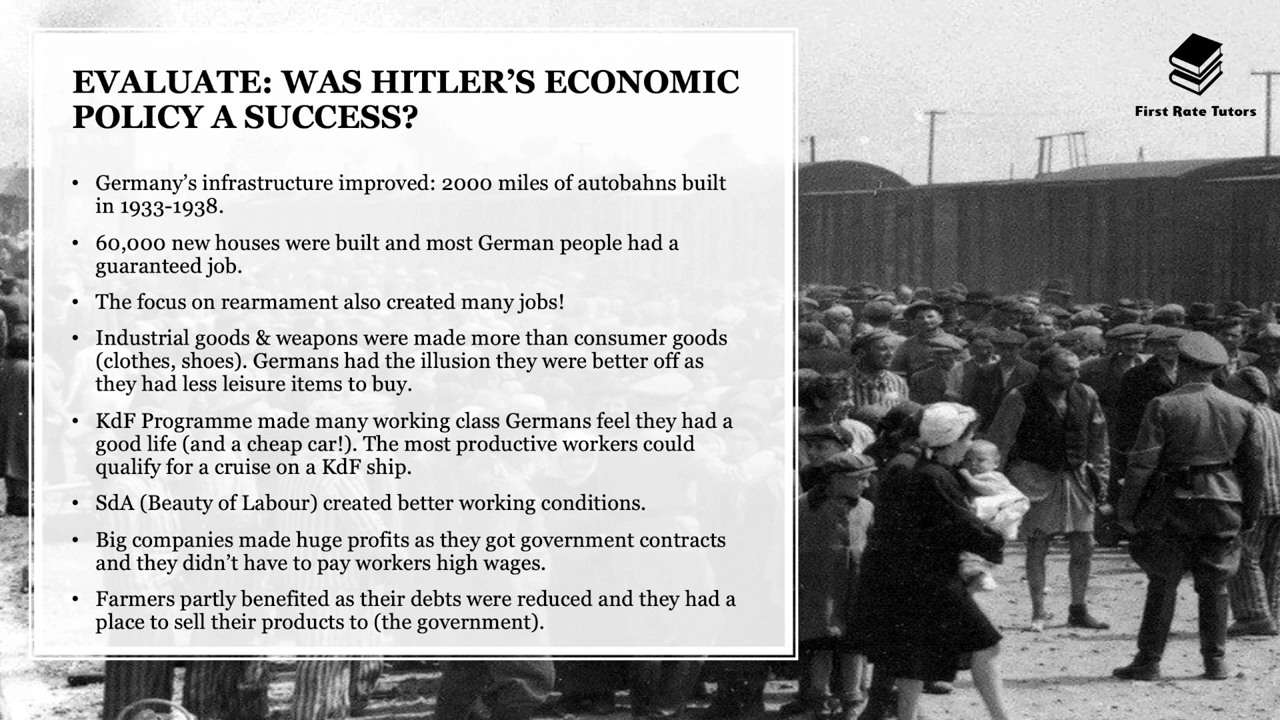 EVALUATE: WAS HITLER’S ECONOMIC
POLICY A SUCCESS?
• Germany’s infrastructure improved: 2000 miles of autobahns built
in 1933-1938.
• 60,000 new houses were built and most German people had a
guaranteed job.
• The focus on rearmament also created many jobs!
• Industrial goods & weapons were made more than consumer goods
(clothes, shoes). Germans had the illusion they were better off as
they had less leisure items to buy.
• KdF Programme made many working class Germans feel they had a
good life (and a cheap car!). The most productive workers could
qualify for a cruise on a KdF ship.
• SdA (Beauty of Labour) created better working conditions.
• Big companies made huge profits as they got government contracts
and they didn’t have to pay workers high wages.
• Farmers partly benefited as their debts were reduced and they had a
place to sell their products to (the government).
First Rate Tutors